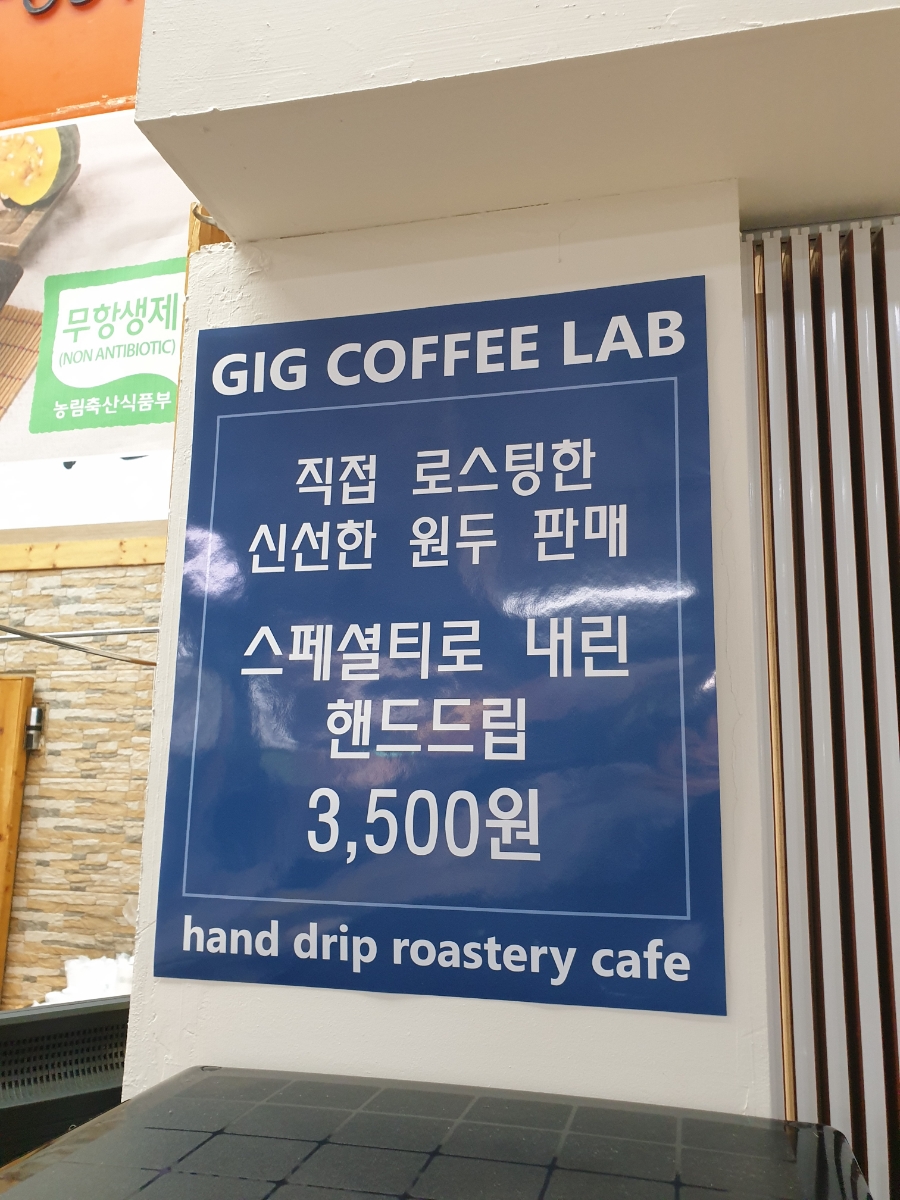 무항생제
(NON ANTIBIOTIC)
농림축산식품부
GIG COFFEE LAB
직접 로스팅한
신선한 원두 판매
스페셜티로 내린
핸드드립
3,500원
hand drip roastery cafe